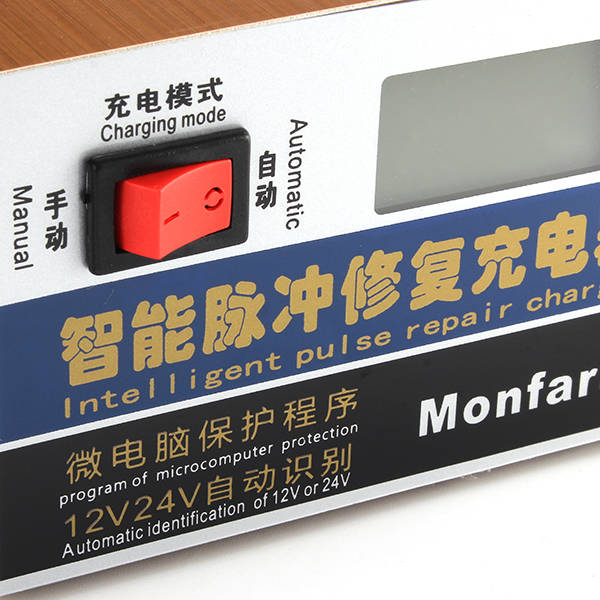 充电模式
Charging mode
手动
Manual
自动
Automatic
智能脉冲修复充电
Intelligent pulse repair
微电脑保护程序
program of microcomputer protection
Monfar
12V24V自动识别
Automatic identification of 12V or 24V